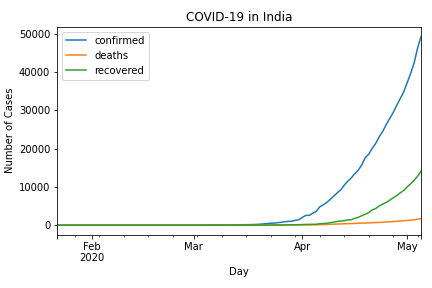 COVID-19 in India
confirmed
deaths
recovered
Number of Cases
50000
40000
30000
20000
10000
0
Feb
2020
Mar
Apr
May
Day